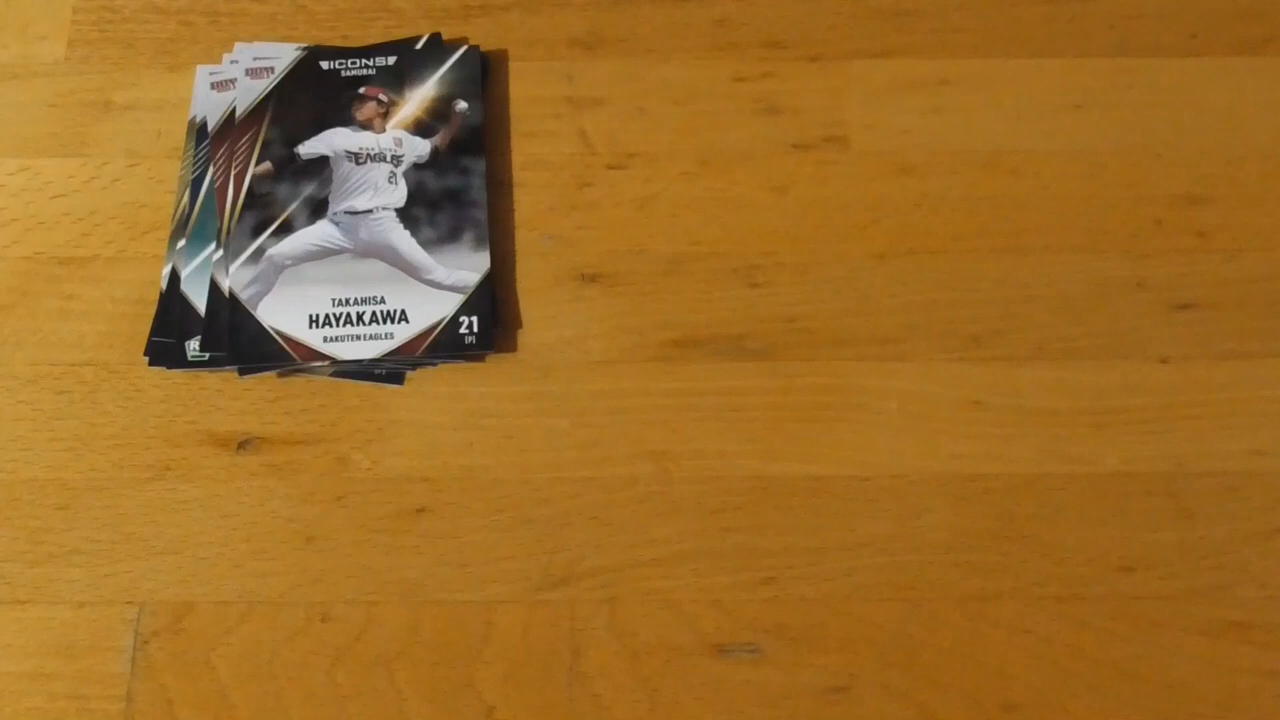 ICONS
SAMURAI
EAGLES
21
TAKAHISA
HAYAKAWA
RAKUTEN EAGLES
21
[P]
R